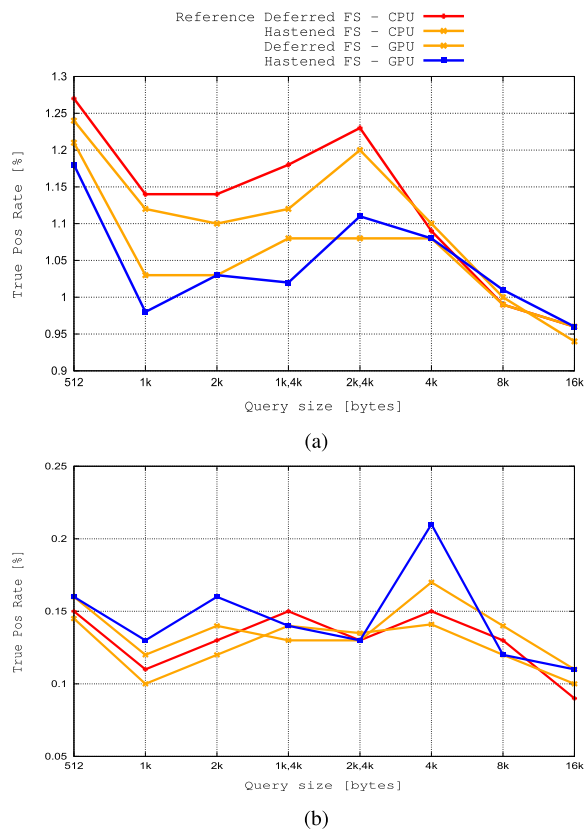 Reference Deferred FS - CPU
Hastened FS - CPU
Deferred FS - GPU
Hastened FS - GPU
1.3
1.25
1.2
1.15
1.1
1.05
1
0.95
0.9
True Pos Rate [%]
512 1k 2k 1k,4k 2k,4k 4k 8k 16k
Query size [bytes]
(a)
0.25
0.2
0.15
0.1
0.05
True Pos Rate [%]
512 1k 2k 1k,4k 2k,4k 4k 8k 16k
Query size [bytes]
(b)